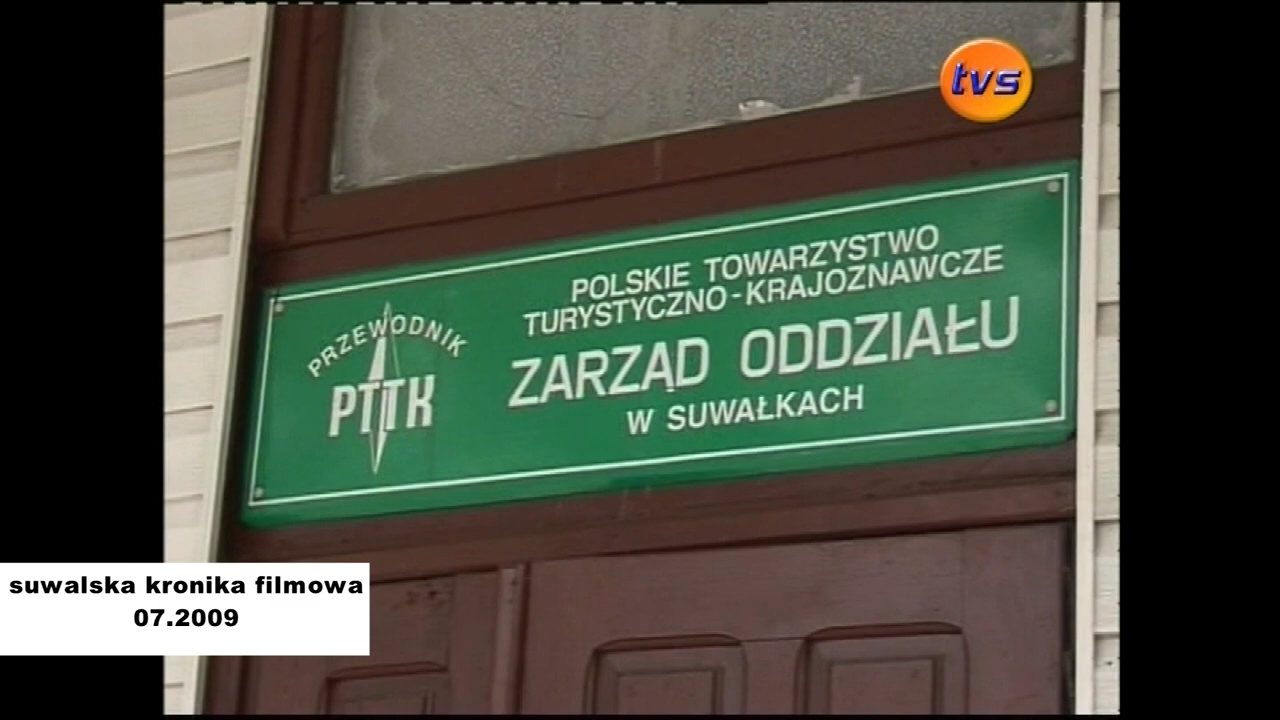 tvs
POLSKIE TOWARZYSTWO
TURYSTYCZNO-KRAJOZNAWCZE
ZARZĄD ODDZIAŁU
W SUWAŁKACH
PRZEWODNIK
PTTK
suwalska kronika filmowa
07.2009